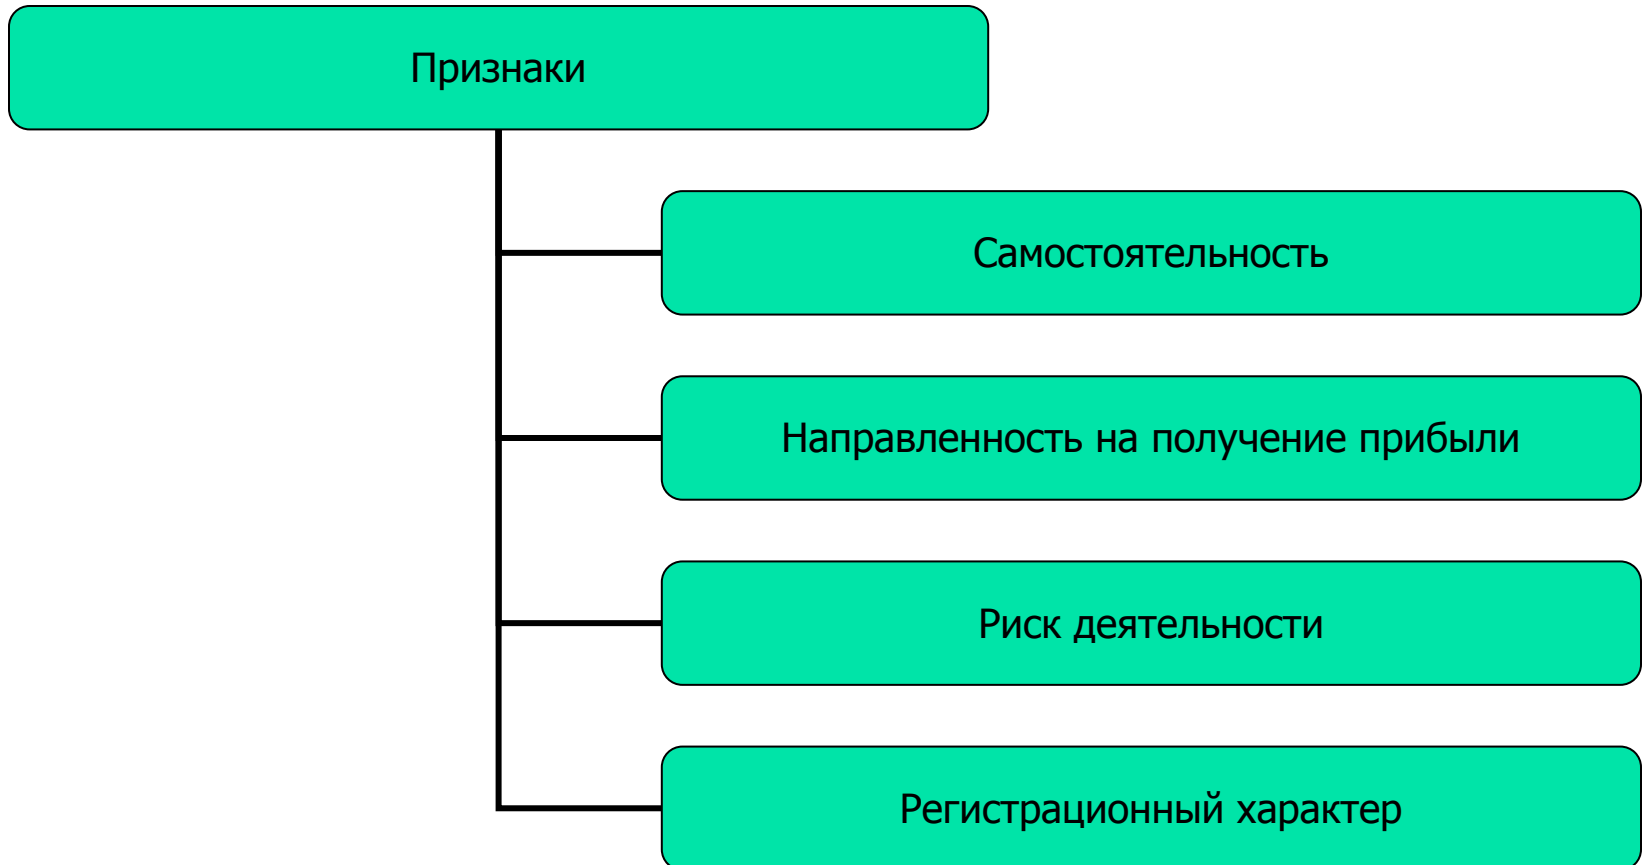 Признаки
Самостоятельность
Направленность на получение прибыли
Риск деятельности
Регистрационный характер